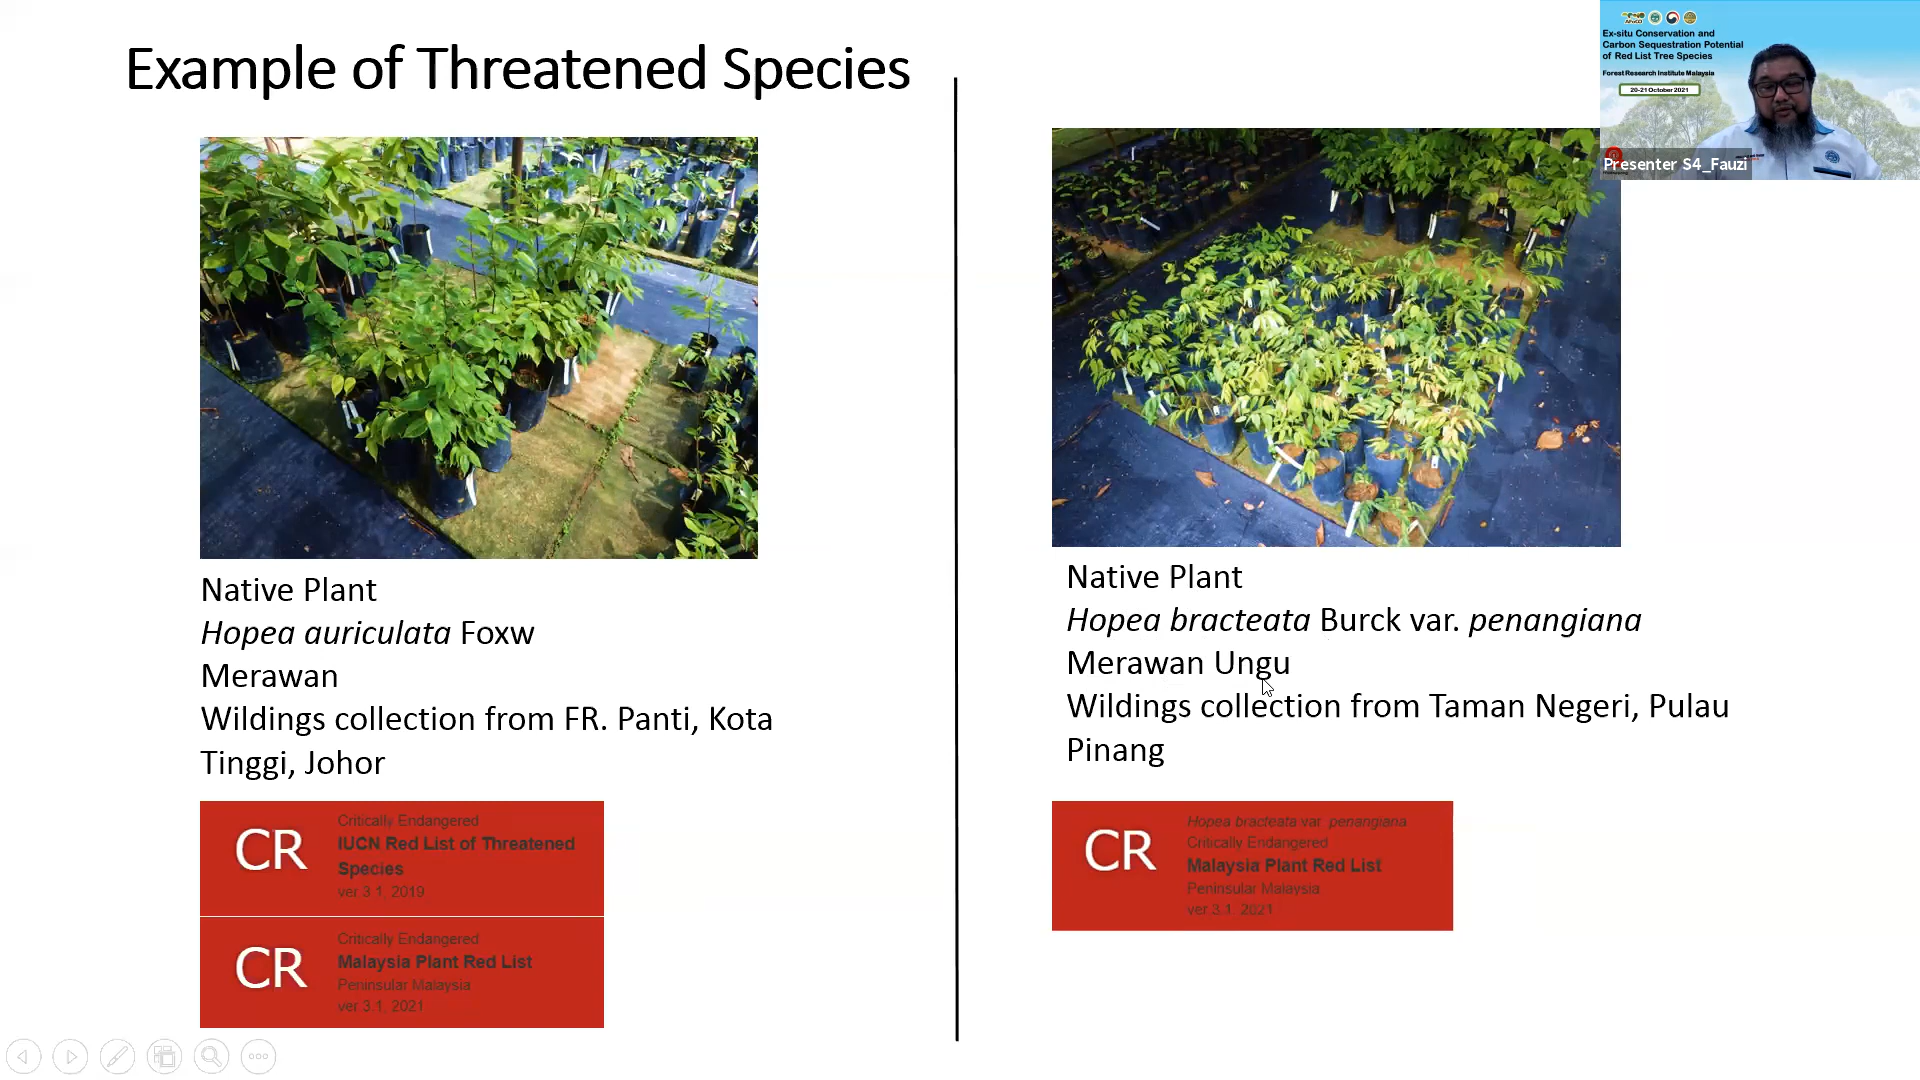 Example of Threatened Species
Native Plant
Hopea auriculata Foxw
Merawan
Wildings collection from FR. Panti, Kota
Tinggi, Johor
CR
Critically Endangered
IUCN Red List of Threatened
Species
ver 3.1. 2019
CR
Critically Endangered
Malaysia Plant Red List
Peninsular Malaysia
ver 3.1. 2021
Native Plant
Hopea bracteata Burck var. penangiana
Merawan Ungu
Wildings collection from Taman Negeri, Pulau
Pinang
CR
Hopea bracteata var. penangiana
Critically Endangered
Malaysia Plant Red List
Peninsular Malaysia
ver 3.1. 2021
Ex-situ Conservation and
Carbon Sequestration Potential
of Red List Tree Species
Forest Research Institute Malaysia
20-21 October 2021
Presenter S4_Fauzi